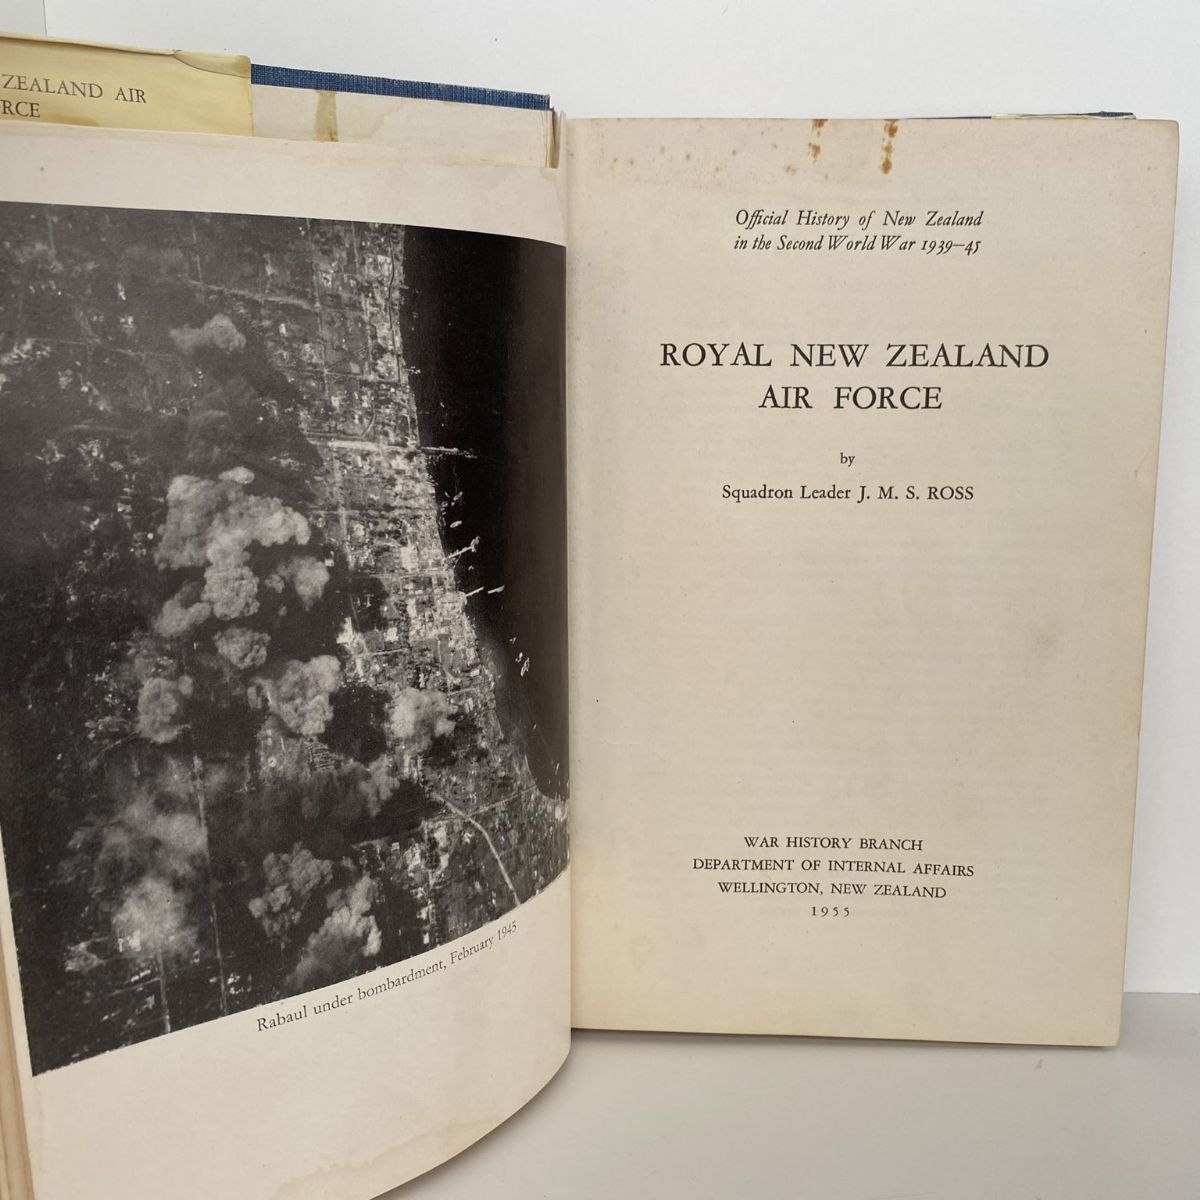 ZEALAND AIR
RCE
Rabaul under bombardment, February 1945
Official History of New Zealand
in the Second World War 1939–45
ROYAL NEW ZEALAND
AIR FORCE
by
Squadron Leader J. M. S. ROSS
WAR HISTORY BRANCH
DEPARTMENT OF INTERNAL AFFAIRS
WELLINGTON, NEW ZEALAND
1955